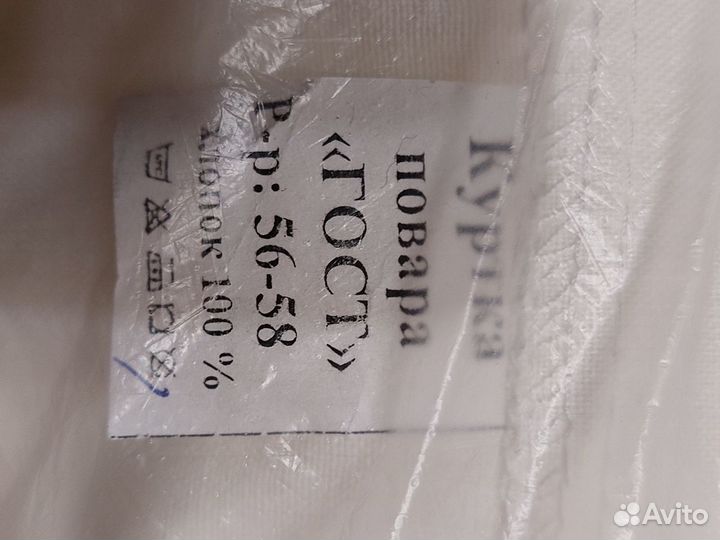 Куртка
повара
«ГОСТ»
Р-р: 56-58
Хлопок 100 %
Avito